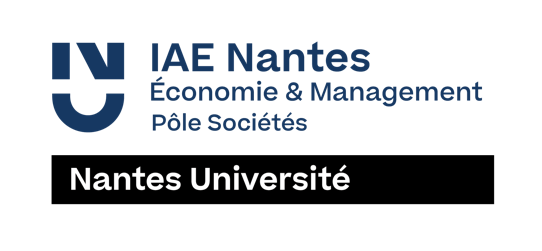 IAE Nantes
Économie & Management
Pôle Sociétés
Nantes Université